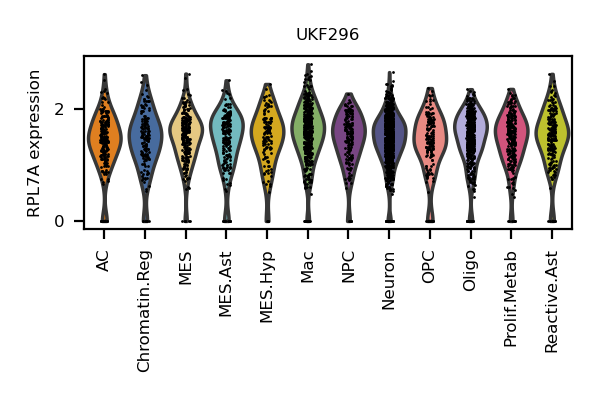 UKF296
RPL7A expression
2
0
AC
Chromatin.Reg
MES
MES.Ast
MES.Hyp
Mac
NPC
Neuron
OPC
Oligo
Prolif.Metab
Reactive.Ast